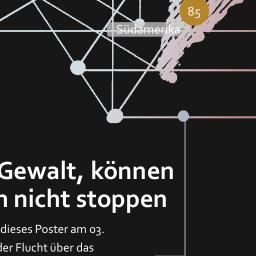 85
Südamerika
Gewalt, können
n nicht stoppen
dieses Poster am 03.
der Flucht über das